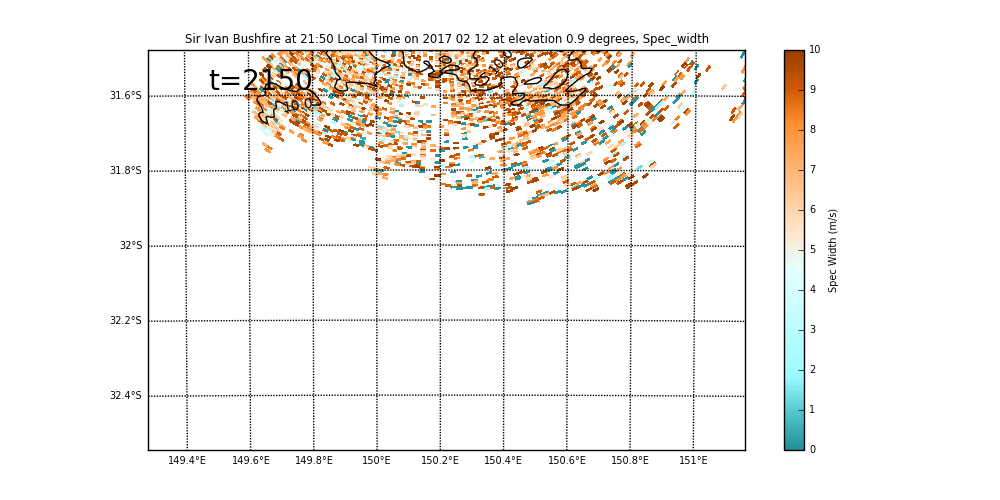 Sir Ivan Bushfire at 21:50 Local Time on 2017 02 12 at elevation 0.9 degrees, Spec_width
t=2150
31.6°S
31.8°S
32°S
32.2°S
32.4°S
149.4°E 149.6°E 149.8°E 150°E 150.2°E 150.4°E 150.6°E 150.8°E 151°E
10
9
8
7
6
5
4
3
2
1
0
Spec Width (m/s)